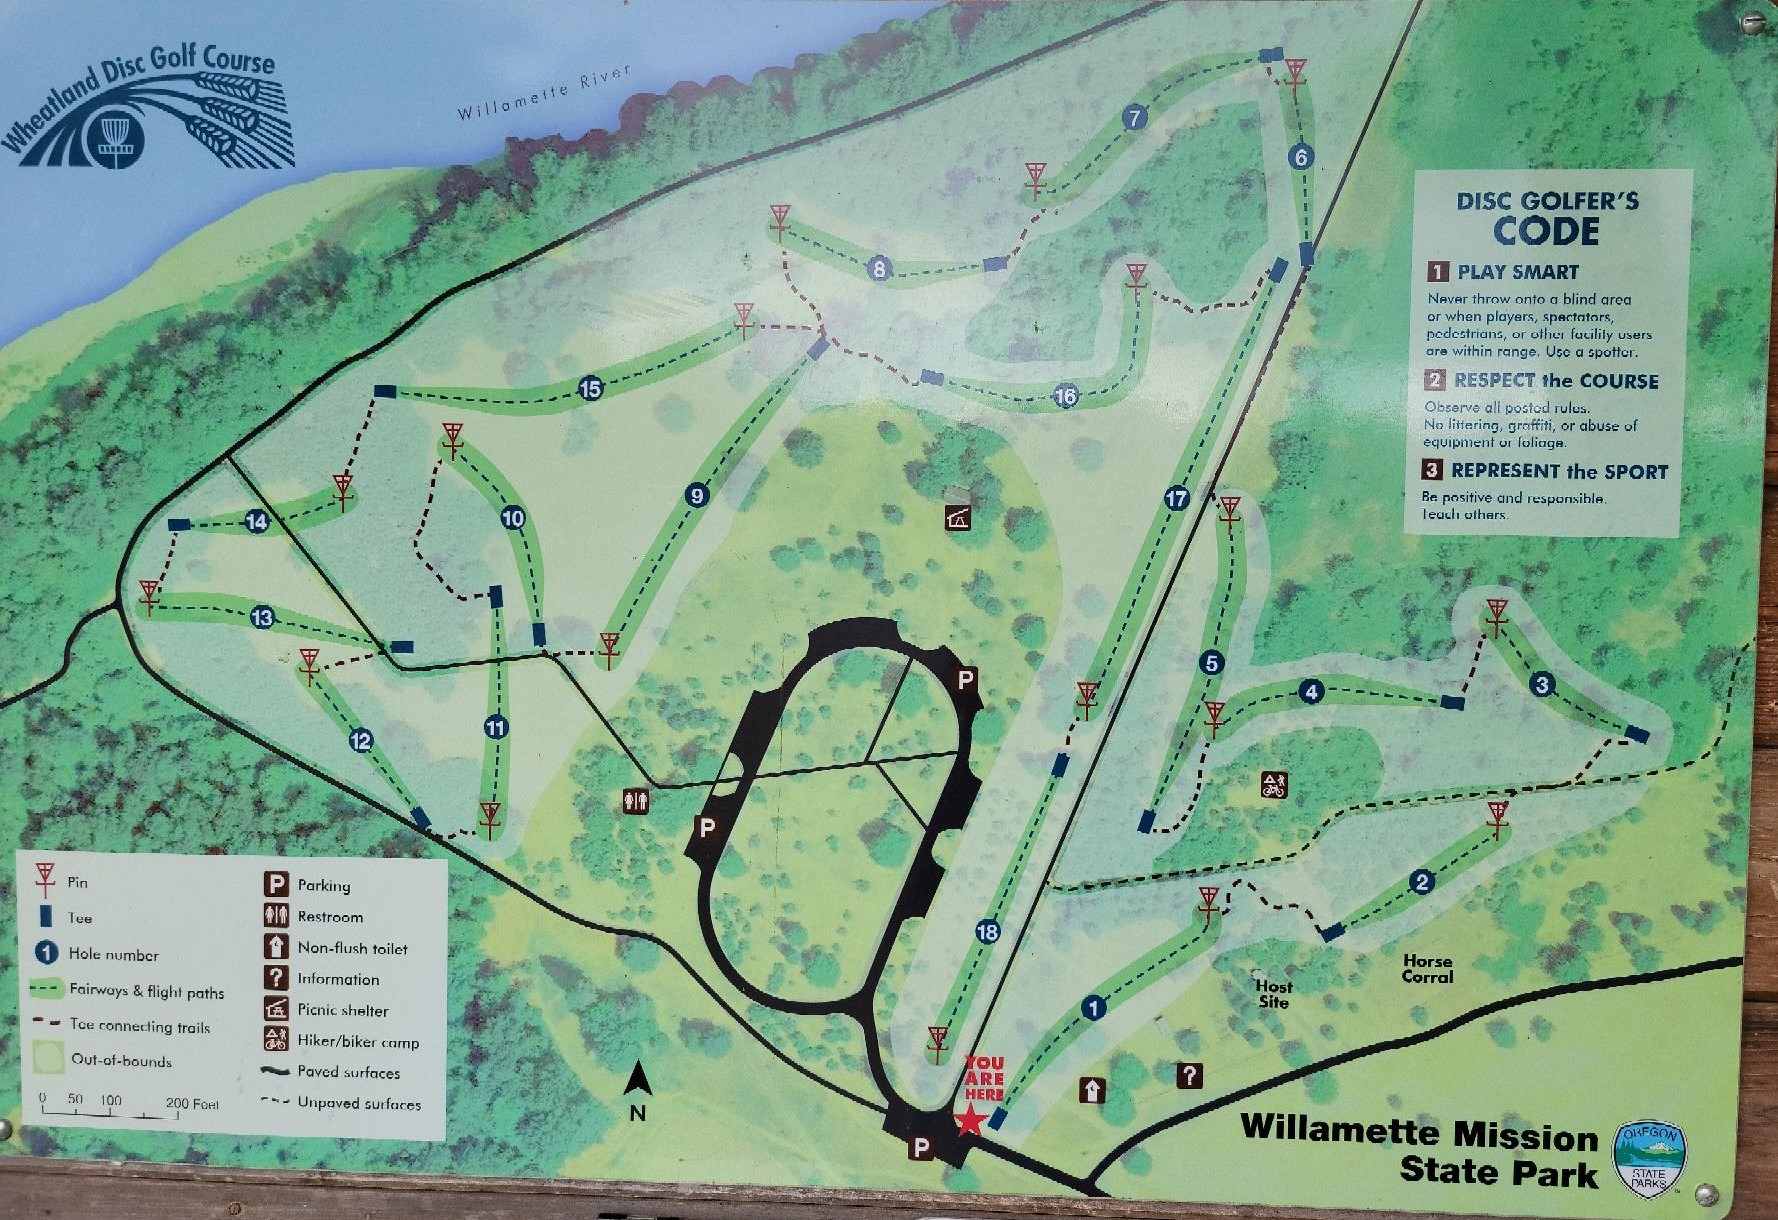 Wheatland Disc Golf Course
Willamette River
7
6
8
15
16
9
10
14
13
17
5
4
3
12
11
2
18
1
P
P
P
DISC GOLFER'S
CODE
1 PLAY SMART
Never throw onto a blind area
or when players, spectators,
pedestrians, or other facility users
are within range. Use a spotter.
2 RESPECT the COURSE
Observe all posted rules.
No littering, graffiti, or abuse of
equipment or foliage.
3 REPRESENT the SPORT
Be positive and responsible.
Teach others.
Horse
Corral
Host
Site
?
YOU
ARE
HERE
N
Pin
Tee
1 Hole number
Fairways & flight paths
Tee connecting trails
Out-of-bounds
0 50 100 200 Feet
P Parking
Restroom
Non-flush toilet
? Information
Picnic shelter
Hiker/biker camp
Paved surfaces
Unpaved surfaces
Willamette Mission
State Park
OREGON
STATE
PARKS